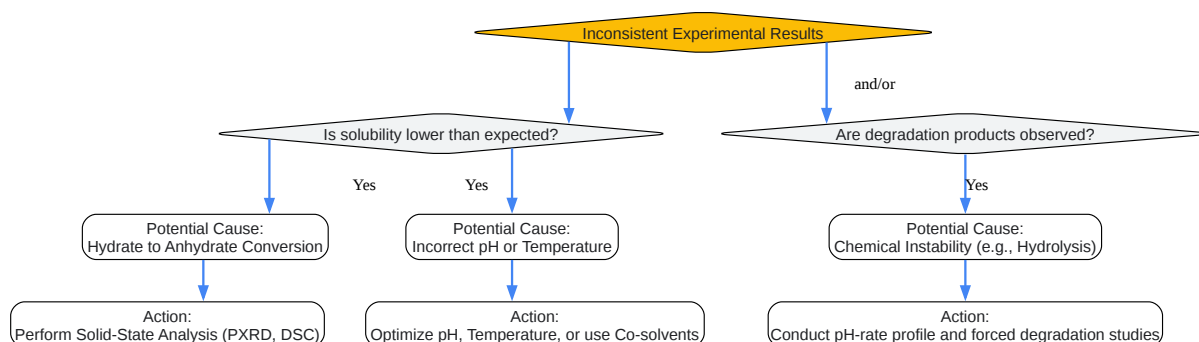 Inconsistent Experimental Results
and/or
Is solubility lower than expected?
Are degradation products observed?
Yes
Yes
Yes
Potential Cause:
Hydrate to Anhydrate Conversion
Potential Cause:
Incorrect pH or Temperature
Potential Cause:
Chemical Instability (e.g., Hydrolysis)
Action:
Perform Solid-State Analysis (PXRD, DSC)
Action:
Optimize pH, Temperature, or use Co-solvents
Action:
Conduct pH-rate profile and forced degradation studies